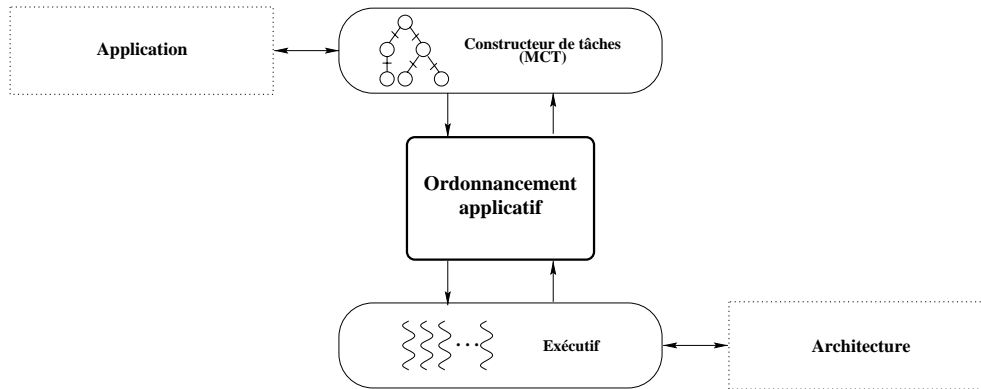 Application
Constructeur de tâches
(MCT)
Ordonnancement
applicatif
Exécutif
Architecture